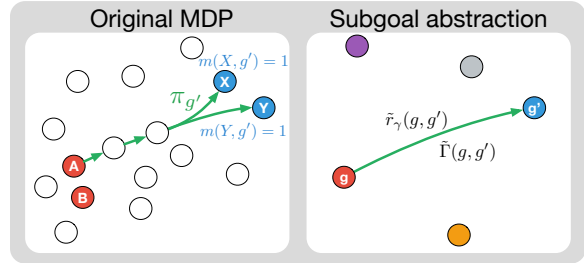 Original MDP
m(X, g′) = 1
X
π_{g′}
Y
m(Y, g′) = 1
A
B
Subgoal abstraction
g'
r̃_γ(g, g′)
Γ̃(g, g′)
g